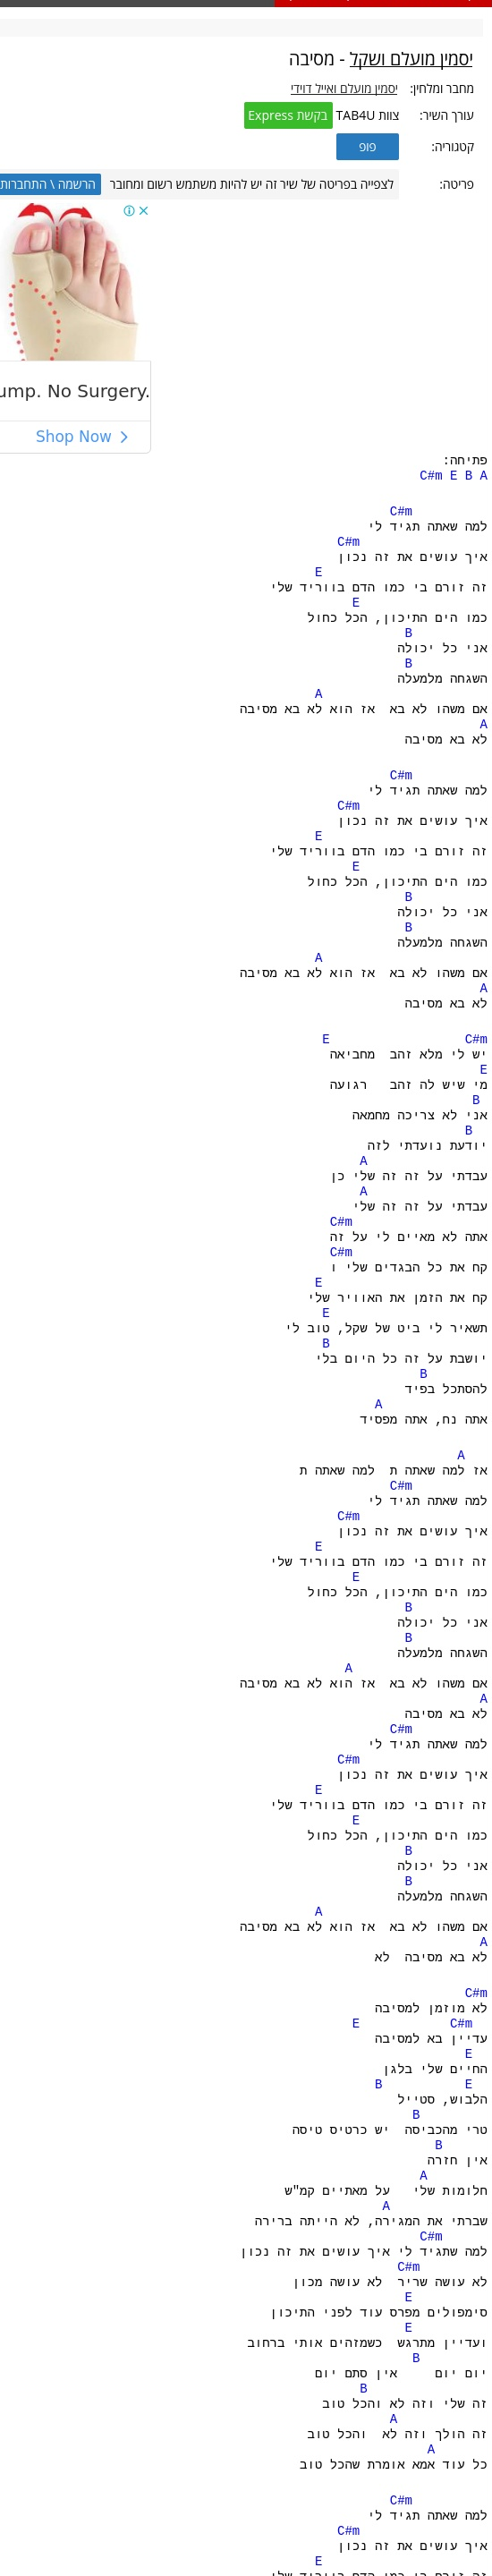 יסמין מועלם ושקל - מסיבה
מחבר ומלחין: יסמין מועלם ואייל דוידי
עורך השיר: צוות TAB4U בקשת Express
קטגוריה: פופ
פריטה: לצפייה בפריטה של שיר זה יש להיות משתמש רשום ומחובר הרשמה \ התחברות
ump. No Surgery.
Shop Now
פתיחה:
C#m E B A
C#m
למה שאתה תגיד לי
C#m
איך עושים את זה נכון
E
זה זורם בי כמו הדם בווריד שלי
E
כמו הים התיכון, הכל כחול
B
אני כל יכולה
B
השגחה מלמעלה
A
אם משהו לא בא  אז הוא לא בא מסיבה
A
לא בא מסיבה
C#m
למה שאתה תגיד לי
C#m
איך עושים את זה נכון
E
זה זורם בי כמו הדם בווריד שלי
E
כמו הים התיכון, הכל כחול
B
אני כל יכולה
B
השגחה מלמעלה
A
אם משהו לא בא  אז הוא לא בא מסיבה
A
לא בא מסיבה
E C#m
יש לי מלא זהב  מחביאה
E
מי שיש לה זהב   רגועה
B
אני לא צריכה מחמאה
B
יודעת נועדתי לזה
A
עבדתי על זה זה שלי כן
A
עבדתי על זה זה שלי
C#m
אתה לא מאיים לי על זה
C#m
קח את כל הבגדים שלי ו
E
קח את הזמן את האוויר שלי
E
תשאיר לי ביט של שקל, טוב לי
B
יושבת על זה כל היום בלי
B
להסתכל בפיד
A
אתה נח, אתה מפסיד
A
אז למה שאתה ת  למה שאתה ת
C#m
למה שאתה תגיד לי
C#m
איך עושים את זה נכון
E
זה זורם בי כמו הדם בווריד שלי
E
כמו הים התיכון, הכל כחול
B
אני כל יכולה
B
השגחה מלמעלה
A
אם משהו לא בא  אז הוא לא בא מסיבה
A
לא בא מסיבה
C#m
למה שאתה תגיד לי
C#m
איך עושים את זה נכון
E
זה זורם בי כמו הדם בווריד שלי
E
כמו הים התיכון, הכל כחול
B
אני כל יכולה
B
השגחה מלמעלה
A
אם משהו לא בא  אז הוא לא בא מסיבה
A
לא בא מסיבה  לא
C#m
לא מוזמן למסיבה
E C#m
עדיין בא למסיבה
E
החיים שלי בלגן
B E
הלבוש, סטייל
B
טרי מהכביסה  יש כרטיס טיסה
B
אין חזרה
A
חלומות שלי   על מאתיים קמ"ש
A
שברתי את המגירה, לא הייתה ברירה
C#m
למה שתגיד לי איך עושים את זה נכון
C#m
לא עושה שריר  לא עושה מכון
E
סימפולים מפרס עוד לפני התיכון
E
ועדיין מתרגש  כשמזהים אותי ברחוב
B
יום יום     אין סתם יום
B
זה שלי וזה לא והכל טוב
A
זה הולך וזה לא  והכל טוב
A
כל עוד אמא אומרת שהכל טוב
C#m
למה שאתה תגיד לי
C#m
איך עושים את זה נכון
E